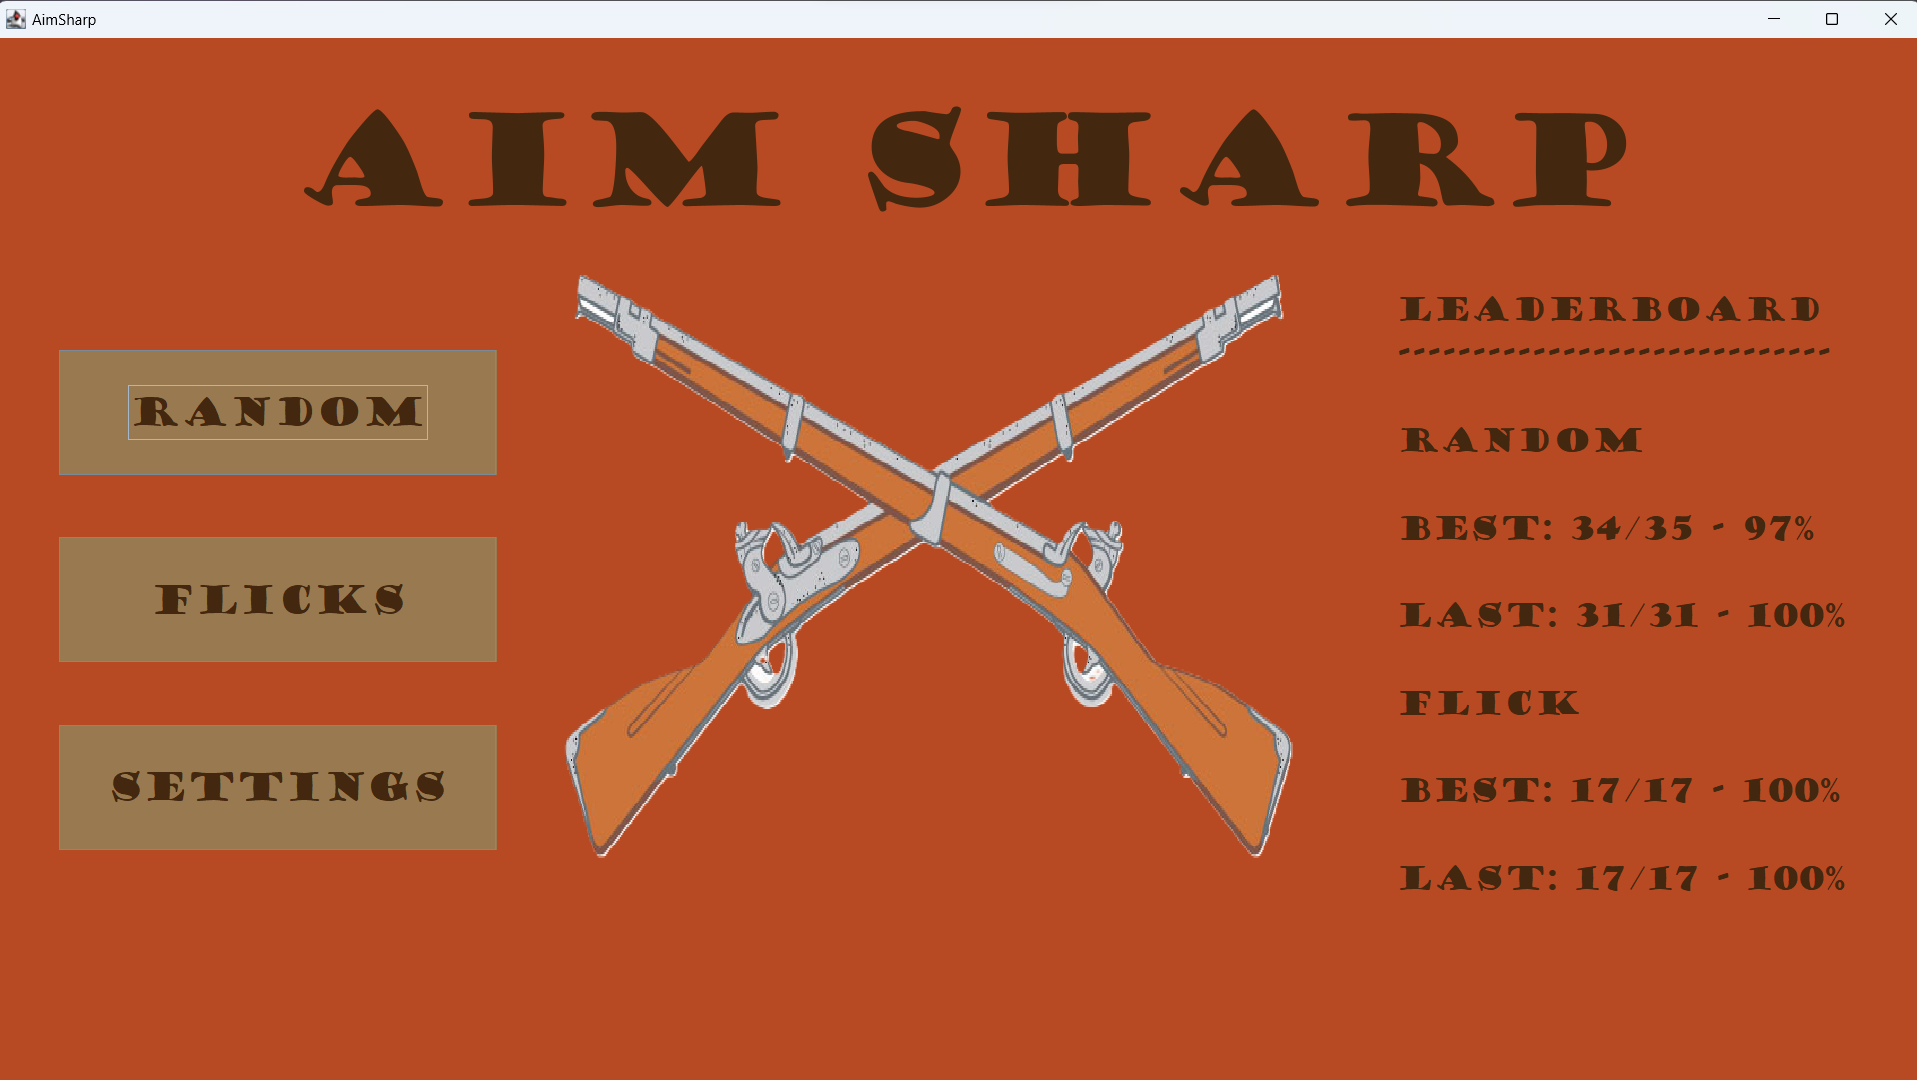 AimSharp
AIM SHARP
RANDOM
FLICKS
SETTINGS
LEADERBOARD
-----------------------------
RANDOM
BEST: 34/35 - 97%
LAST: 31/31 - 100%
FLICK
BEST: 17/17 - 100%
LAST: 17/17 - 100%